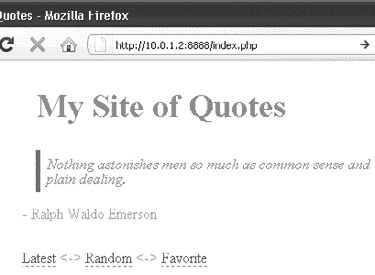 Quotes - Mozilla Firefox
http://10.0.1.2:8888/index.php
My Site of Quotes
Nothing astonishes men so much as common sense and
plain dealing.
- Ralph Waldo Emerson
Latest <-> Random <-> Favorite